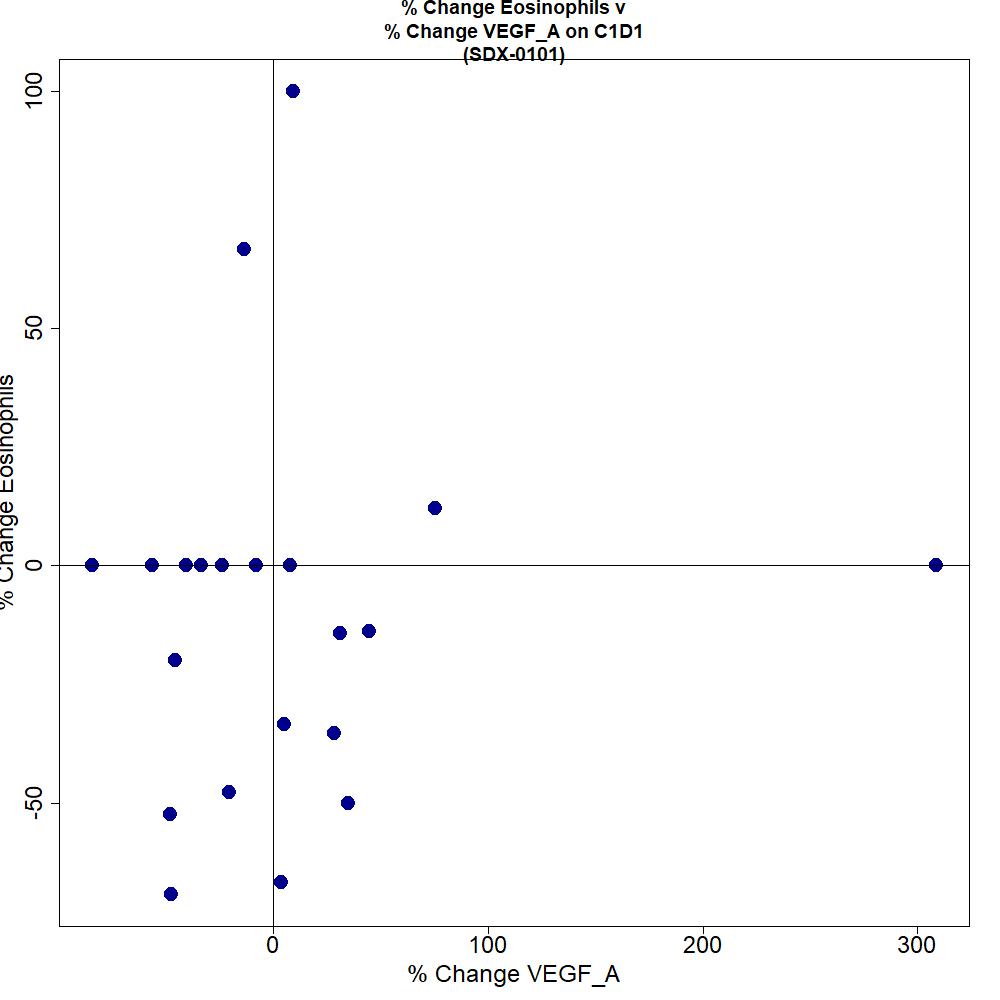 % Change Eosinophils v
% Change VEGF_A on C1D1
(SDX-0101)
% Change Eosinophils
100
50
0
-50
0
100
200
300
% Change VEGF_A